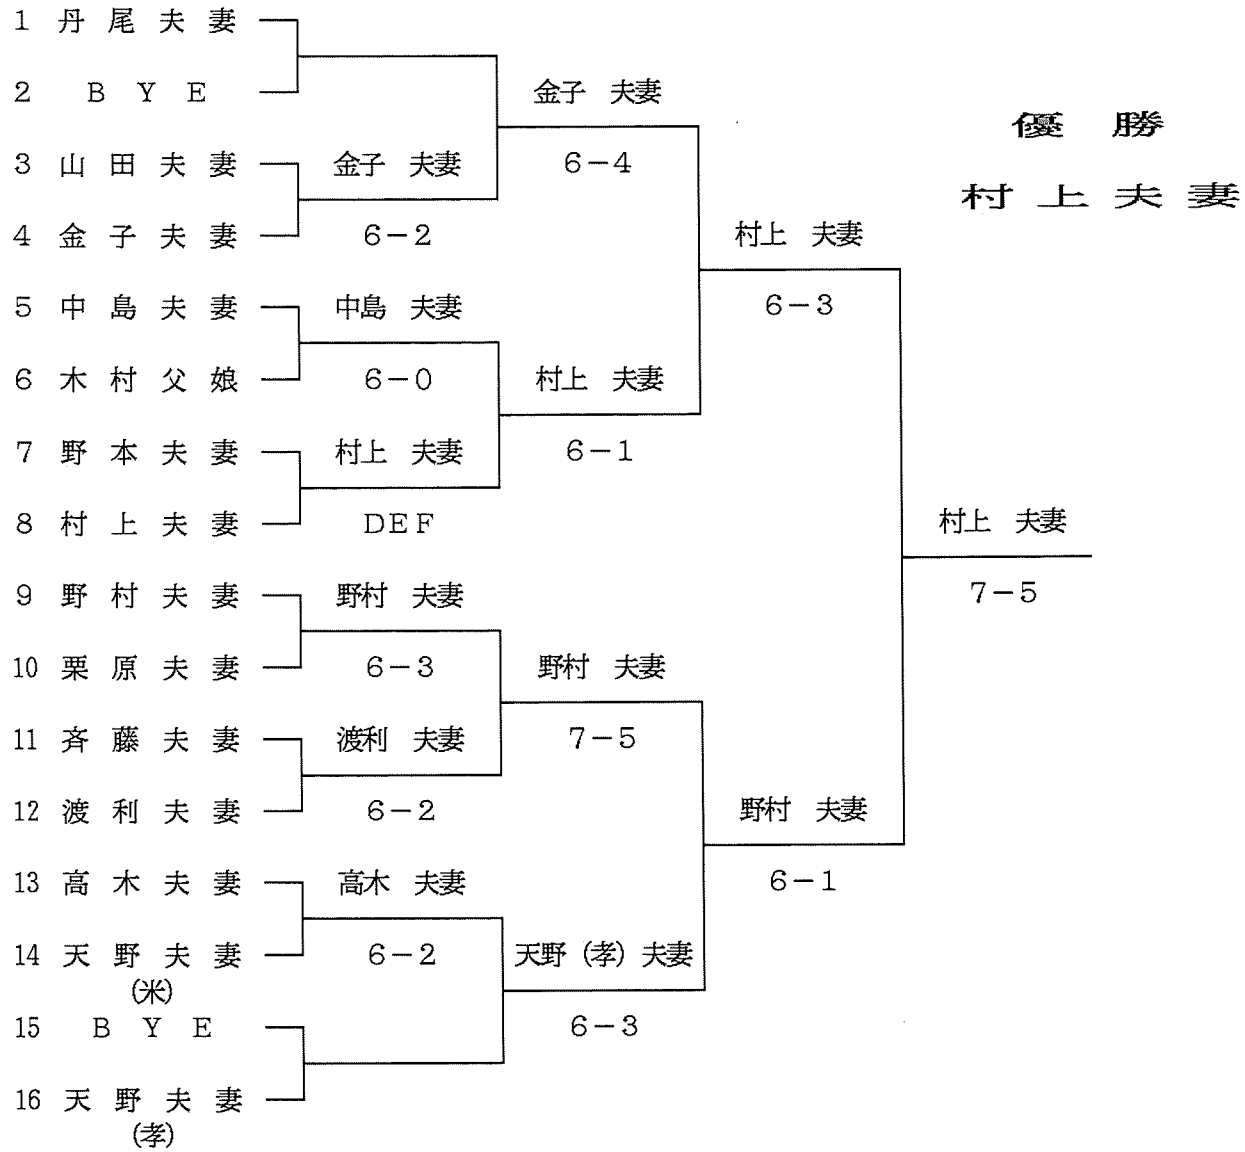 1 丹尾夫妻
2 BYE
金子 夫妻
優勝
3 山田夫妻
金子 夫妻
6-4
村上夫妻
4 金子夫妻
6-2
村上 夫妻
5 中島夫妻
中島 夫妻
6-3
6 木村父娘
6-0
村上 夫妻
7 野本夫妻
村上 夫妻
6-1
8 村上夫妻
DEF
村上 夫妻
9 野村夫妻
野村 夫妻
7-5
10 栗原夫妻
6-3
野村 夫妻
11 斉藤夫妻
渡利 夫妻
7-5
12 渡利夫妻
6-2
野村 夫妻
13 高木夫妻
高木 夫妻
6-1
14 天野夫妻
(米)
6-2
天野(孝)夫妻
15 BYE
6-3
16 天野夫妻
(孝)